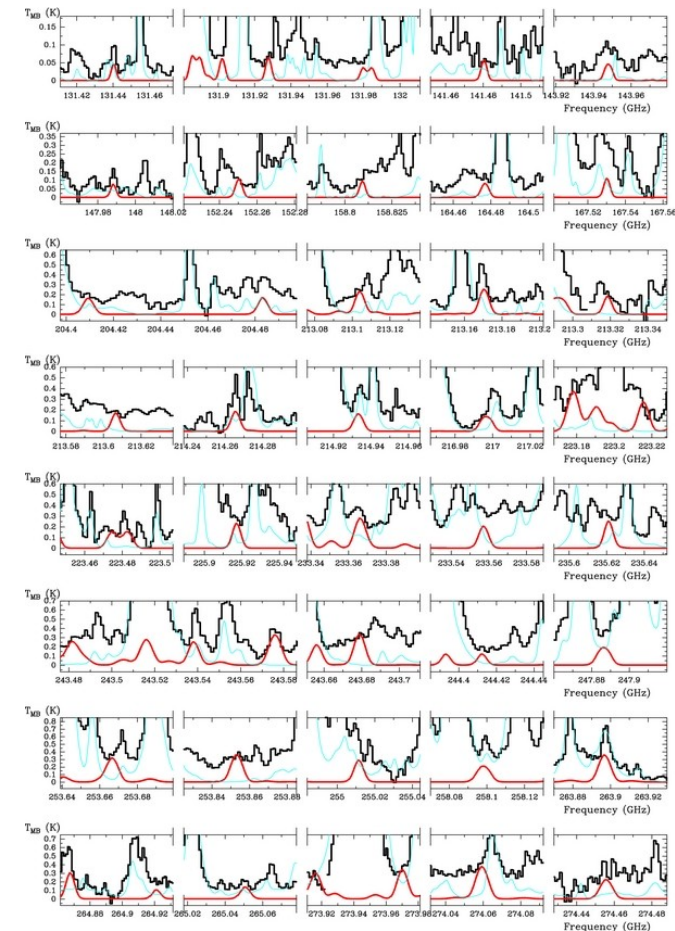 T_MB (K)
0.15
0.1
0.05
0
131.42 131.44 131.46 131.9 131.92 131.94 131.96 131.98 132 141.46 141.48 141.5 143.92 143.94 143.96
Frequency (GHz)
T_MB (K)
0.35
0.3
0.25
0.2
0.15
0.1
0.05
0
147.98 148 148.02 152.24 152.26 152.28 158.8 158.825 164.46 164.48 164.5 167.52 167.54 167.56
Frequency (GHz)
T_MB (K)
0.6
0.5
0.4
0.3
0.2
0.1
0
204.4 204.42 204.44 204.46 204.48 213.08 213.1 213.12 213.16 213.18 213.2 213.3 213.32 213.34
Frequency (GHz)
T_MB (K)
0.6
0.5
0.4
0.3
0.2
0.1
0
213.58 213.6 213.62 214.24 214.26 214.28 214.92 214.94 214.96 216.98 217 217.02 223.18 223.2 223.22
Frequency (GHz)
T_MB (K)
0.6
0.5
0.4
0.3
0.2
0.1
0
223.46 223.48 223.5 225.9 225.92 225.94 233.34 233.36 233.38 233.54 233.56 233.58 235.6 235.62 235.64
Frequency (GHz)
T_MB (K)
0.7
0.6
0.5
0.4
0.3
0.2
0.1
0
243.48 243.5 243.52 243.54 243.56 243.58 243.66 243.68 243.7 244.4 244.42 244.44 247.88 247.9
Frequency (GHz)
T_MB (K)
0.8
0.7
0.6
0.5
0.4
0.3
0.2
0.1
0
253.64 253.66 253.68 253.84 253.86 253.88 255 255.02 255.04 258.08 258.1 258.12 263.88 263.9 263.92
Frequency (GHz)
T_MB (K)
0.7
0.6
0.5
0.4
0.3
0.2
0.1
0
264.88 264.9 264.92 265.02 265.04 265.06 273.92 273.94 273.96 273.98 274.04 274.06 274.08 274.44 274.46 274.48
Frequency (GHz)